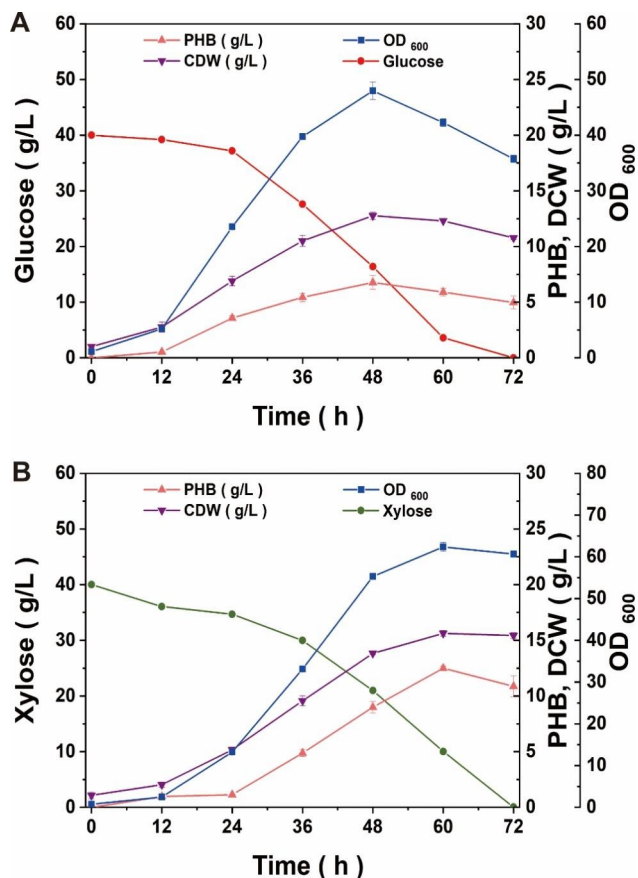 A
PHB ( g/L )
CDW ( g/L )
OD 600
Glucose
Glucose ( g/L )
60
50
40
30
20
10
0
30
25
20
15
10
5
0
PHB, DCW ( g/L )
60
50
40
30
20
10
0
OD 600
0 12 24 36 48 60 72
Time ( h )
B
PHB ( g/L )
CDW ( g/L )
OD 600
Xylose
Xylose ( g/L )
60
50
40
30
20
10
0
30
25
20
15
10
5
0
PHB, DCW ( g/L )
80
70
60
50
40
30
20
10
0
OD 600
0 12 24 36 48 60 72
Time ( h )